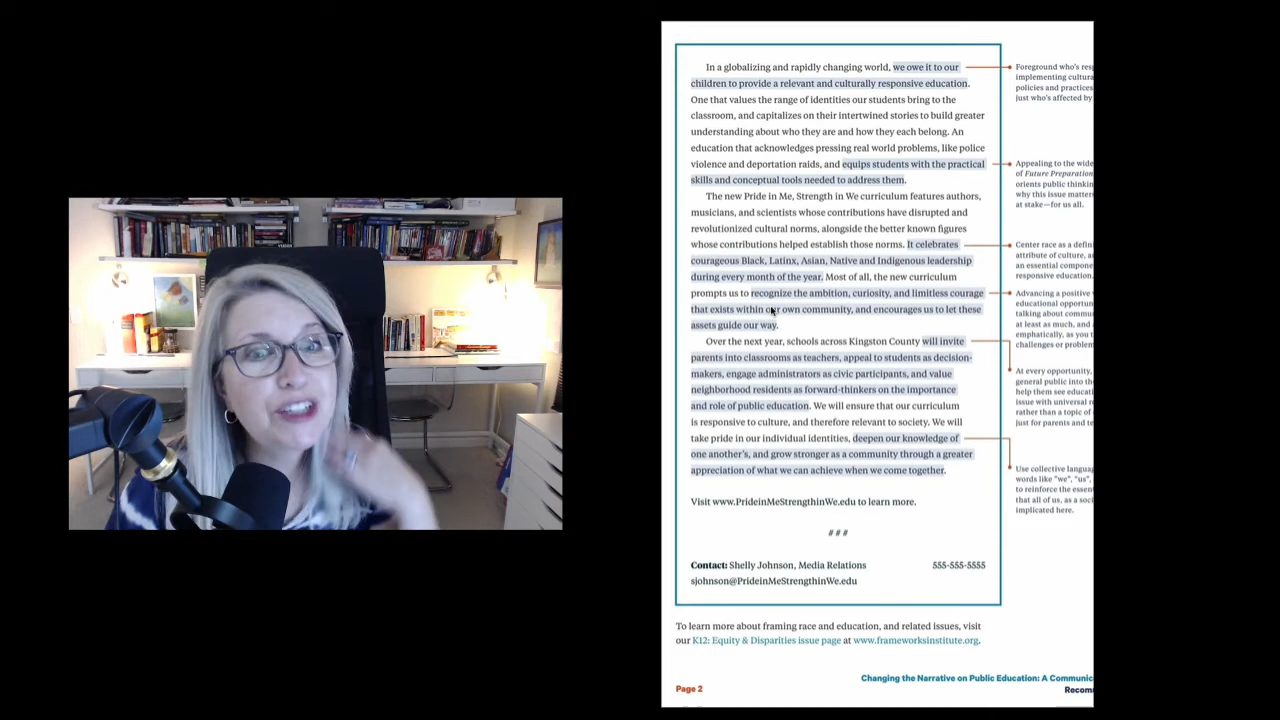 In a globalizing and rapidly changing world, we owe it to our
children to provide a relevant and culturally responsive education.
One that values the range of identities our students bring to the
classroom, and capitalizes on their intertwined stories to build greater
understanding about who they are and how they each belong. An
education that acknowledges pressing real world problems, like police
violence and deportation raids, and equips students with the practical
skills and conceptual tools needed to address them.
The new Pride in Me, Strength in We curriculum features authors,
musicians, and scientists whose contributions have disrupted and
revolutionized cultural norms, alongside the better known figures
whose contributions helped establish those norms. It celebrates
courageous Black, Latinx, Asian, Native and Indigenous leadership
during every month of the year. Most of all, the new curriculum
prompts us to recognize the ambition, curiosity, and limitless courage
that exists within our own community, and encourages us to let these
assets guide our way.
Over the next year, schools across Kingston County will invite
parents into classrooms as teachers, appeal to students as decision-
makers, engage administrators as civic participants, and value
neighborhood residents as forward-thinkers on the importance
and role of public education. We will ensure that our curriculum
is responsive to culture, and therefore relevant to society. We will
take pride in our individual identities, deepen our knowledge of
one another's, and grow stronger as a community through a greater
appreciation of what we can achieve when we come together.
Visit www.PrideinMeStrengthinWe.edu to learn more.
# # #
Contact: Shelly Johnson, Media Relations 555-555-5555
sjohnson@PrideinMeStrengthinWe.edu
Foreground who's res
implementing cultura
policies and practices
just who's affected by
Appealing to the wide
of Future Preparation
orients public thinkin
why this issue matter
at stake—for us all.
Center race as a defin
attribute of culture, a
an essential compone
responsive education.
Advancing a positive
educational opportun
talking about commu
at least as much, and
emphatically, as you t
challenges or problem
At every opportunity,
general public into th
help them see educati
issue with universal r
rather than a topic of
just for parents and te
Use collective langua
words like "we", "us",
to reinforce the essen
that all of us, as a soci
implicated here.
To learn more about framing race and education, and related issues, visit
our K12: Equity & Disparities issue page at www.frameworksinstitute.org.
Changing the Narrative on Public Education: A Communic
Page 2 Recom